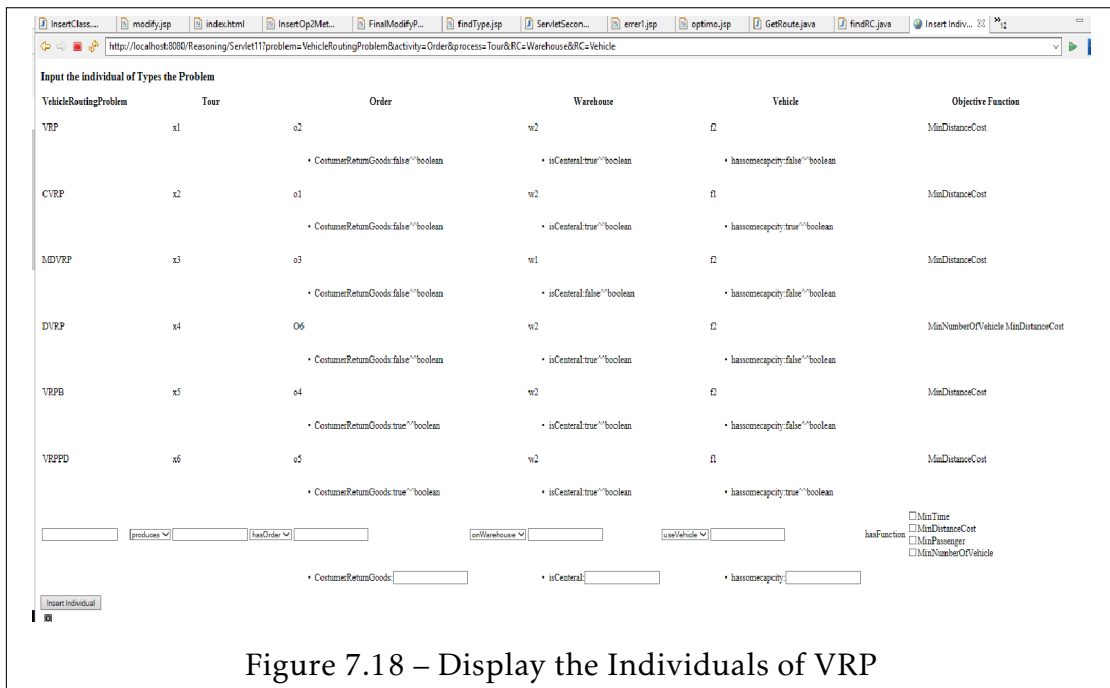 InsertClass.... modify.jsp index.html InsertOp2Met... FinalModifyP... findType.jsp ServletSecon... errer1.jsp optimo.jsp GetRoute.java findRC.java Insert Indiv... »12
http://localhost:8080/Reasoning/Servlet11?problem=VehicleRoutingProblem&activity=Order&process=Tour&RC=Warehouse&RC=Vehicle
Input the individual of Types the Problem
VehicleRoutingProblem Tour Order Warehouse Vehicle Objective Function
VRP x1 o2 w2 f2 MinDistanceCost
• CostumerReturnGoods:false^^boolean • isCenteral:true^^boolean • hassomecapcity:false^^boolean
CVRP x2 o1 w2 f1 MinDistanceCost
• CostumerReturnGoods:false^^boolean • isCenteral:true^^boolean • hassomecapcity:true^^boolean
MDVRP x3 o3 w1 f2 MinDistanceCost
• CostumerReturnGoods:false^^boolean • isCenteral:false^^boolean • hassomecapcity:false^^boolean
DVRP x4 O6 w2 f2 MinNumberOfVehicle MinDistanceCost
• CostumerReturnGoods:false^^boolean • isCenteral:true^^boolean • hassomecapcity:false^^boolean
VRPB x5 o4 w2 f2 MinDistanceCost
• CostumerReturnGoods:true^^boolean • isCenteral:true^^boolean • hassomecapcity:false^^boolean
VRPPD x6 o5 w2 f1 MinDistanceCost
• CostumerReturnGoods:true^^boolean • isCenteral:true^^boolean • hassomecapcity:true^^boolean
produces hasOrder onWarehouse useVehicle hasFunction
MinTime
MinDistanceCost
MinPassenger
MinNumberOfVehicle
• CostumerReturnGoods: • isCenteral: • hassomecapcity:
Insert Individual
Figure 7.18 – Display the Individuals of VRP